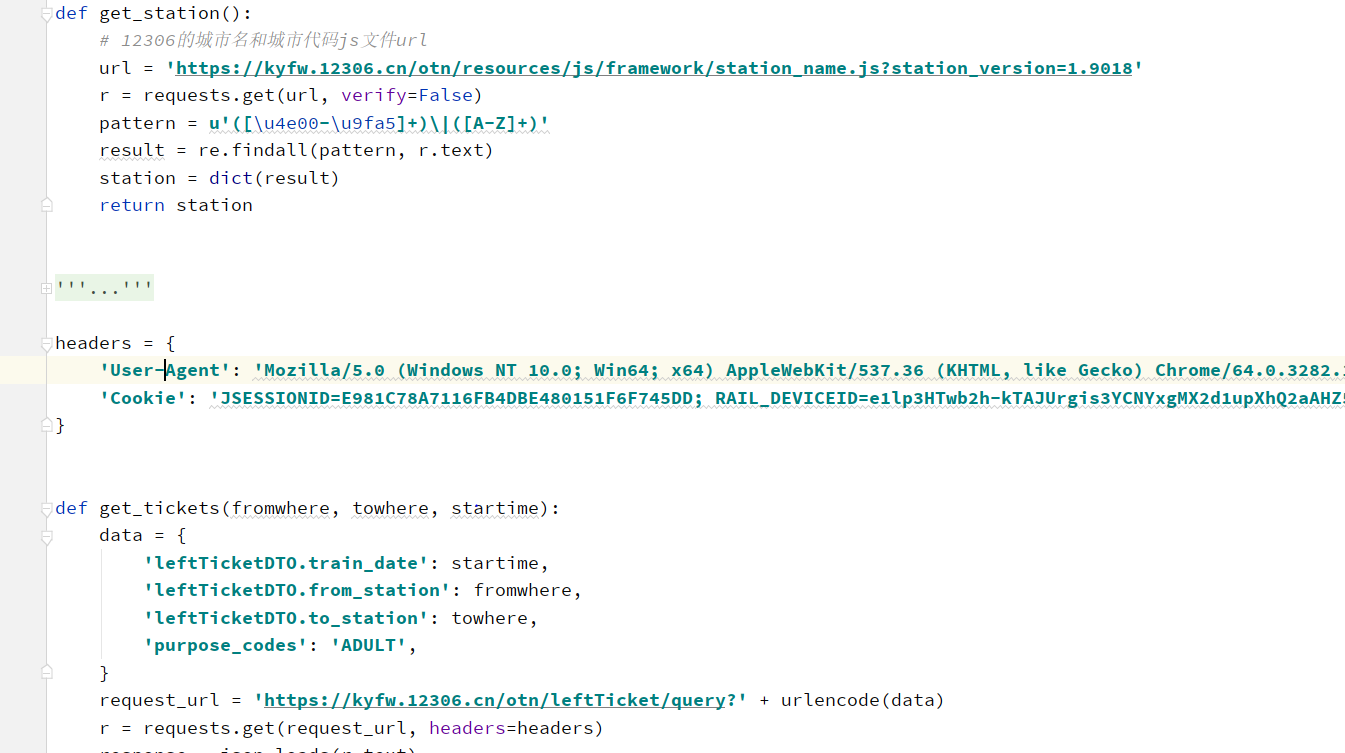 def get_station():
    # 12306的城市名和城市代码js文件url
    url = 'https://kyfw.12306.cn/otn/resources/js/framework/station_name.js?station_version=1.9018'
    r = requests.get(url, verify=False)
    pattern = u'([\u4e00-\u9fa5]+)\|([A-Z]+)'
    result = re.findall(pattern, r.text)
    station = dict(result)
    return station
'''...'''
headers = {
    'User-Agent': 'Mozilla/5.0 (Windows NT 10.0; Win64; x64) AppleWebKit/537.36 (KHTML, like Gecko) Chrome/64.0.3282.
    'Cookie': 'JSESSIONID=E981C78A7116FB4DBE480151F6F745DD; RAIL_DEVICEID=e1lp3HTwb2h-kTAJUrgis3YCNYxgMX2d1upXhQ2aAHZ
}
def get_tickets(fromwhere, towhere, startime):
    data = {
        'leftTicketDTO.train_date': startime,
        'leftTicketDTO.from_station': fromwhere,
        'leftTicketDTO.to_station': towhere,
        'purpose_codes': 'ADULT',
    }
    request_url = 'https://kyfw.12306.cn/otn/leftTicket/query?' + urlencode(data)
    r = requests.get(request_url, headers=headers)